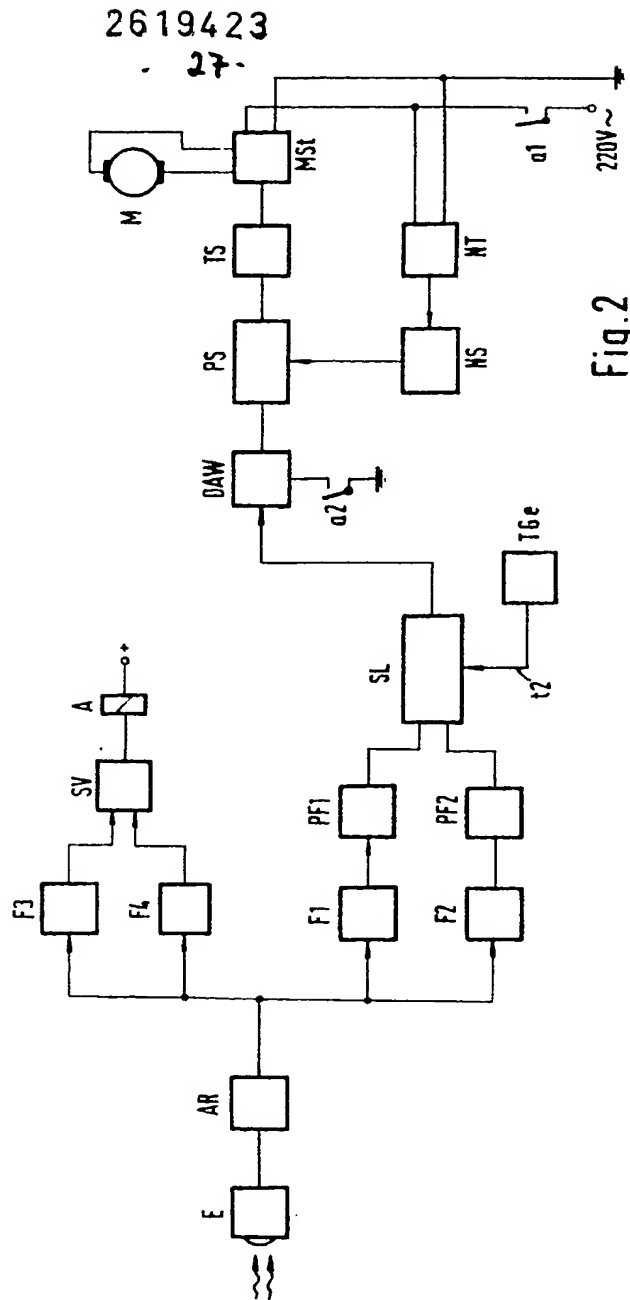 2619423
- 27-
M
MSt
TS
PS
DAW
a2
a1
220V~
NT
NS
Fig.2
TGe
t2
SL
A
+
SV
F3
F4
PF1
PF2
F1
F2
AR
E